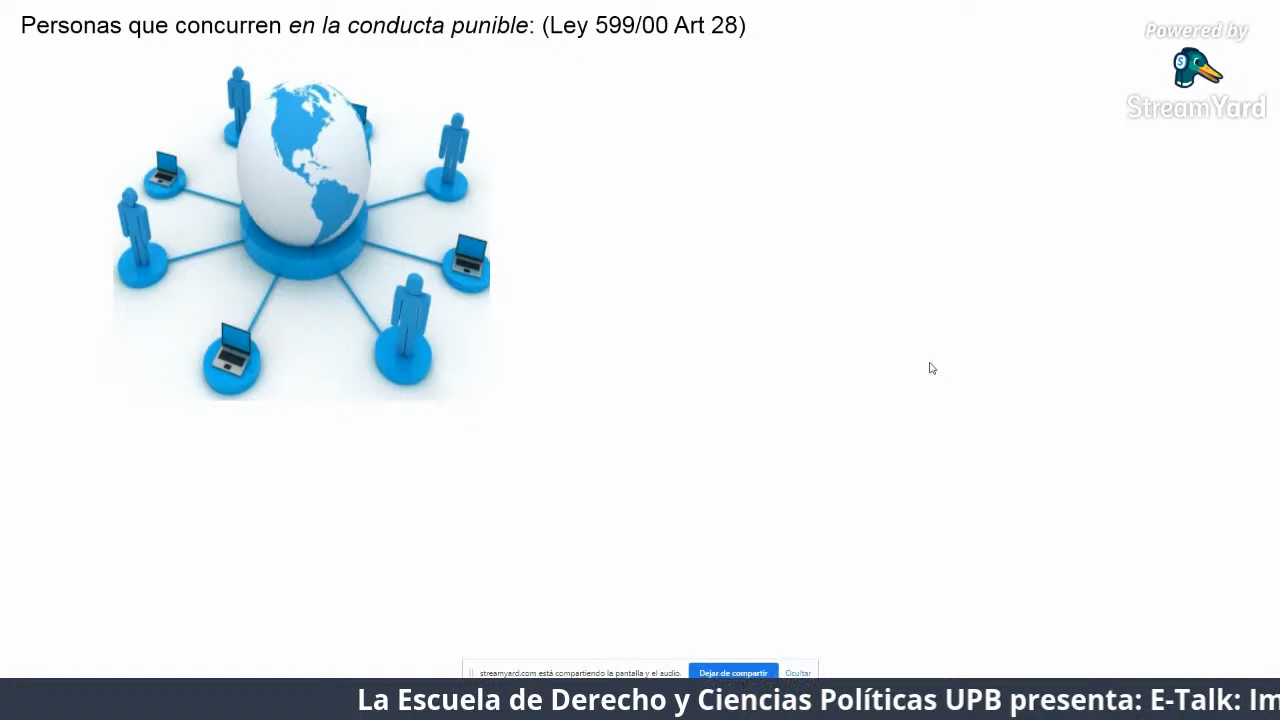 Personas que concurren en la conducta punible: (Ley 599/00 Art 28)
Powered by
StreamYard
streamyard.com está compartiendo la pantalla y el audio. Dejar de compartir Ocultar
La Escuela de Derecho y Ciencias Políticas UPB presenta: E-Talk: Im